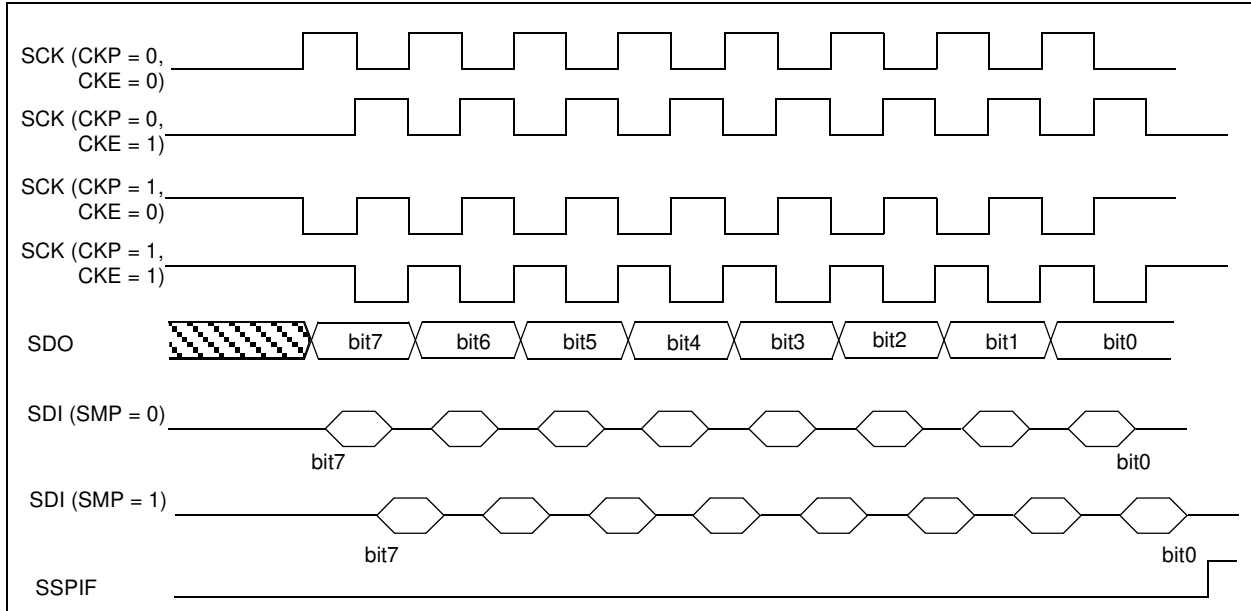 SCK (CKP = 0,
CKE = 0)
SCK (CKP = 0,
CKE = 1)
SCK (CKP = 1,
CKE = 0)
SCK (CKP = 1,
CKE = 1)
SDO bit7 bit6 bit5 bit4 bit3 bit2 bit1 bit0
SDI (SMP = 0)
bit7 bit0
SDI (SMP = 1)
bit7 bit0
SSPIF